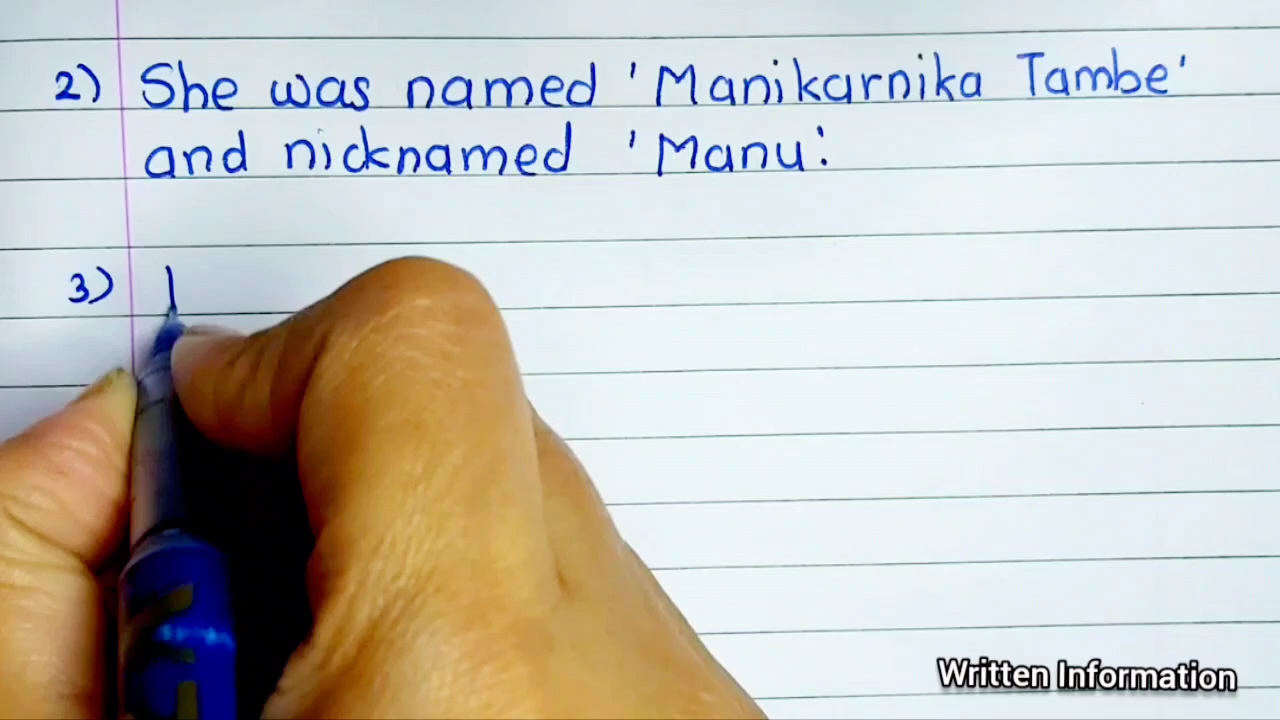 2) She was named 'Manikarnika Tambe'
and nicknamed 'Manu'.
3)
Written Information